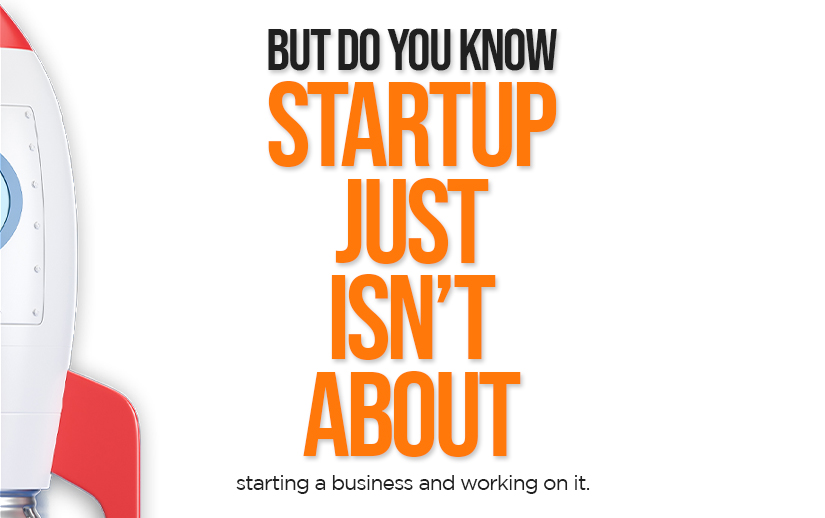 BUT DO YOU KNOW
STARTUP
JUST
ISN’T
ABOUT
starting a business and working on it.